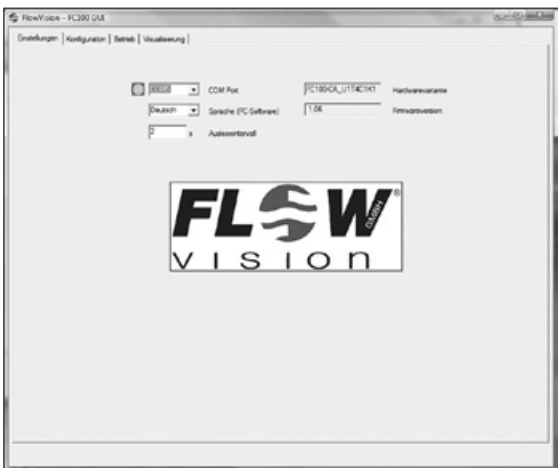 FlowVision - FC100 GUI
Einstellungen Konfiguration Betrieb Visualisierung
COM Port
FC100-CA_U1T4C1K1 Hardwarevariante
Deutsch Sprache (PC-Software)
1.06 Firmwareversion
2 s Ausleseintervall
FLOW GMBH ®
vision